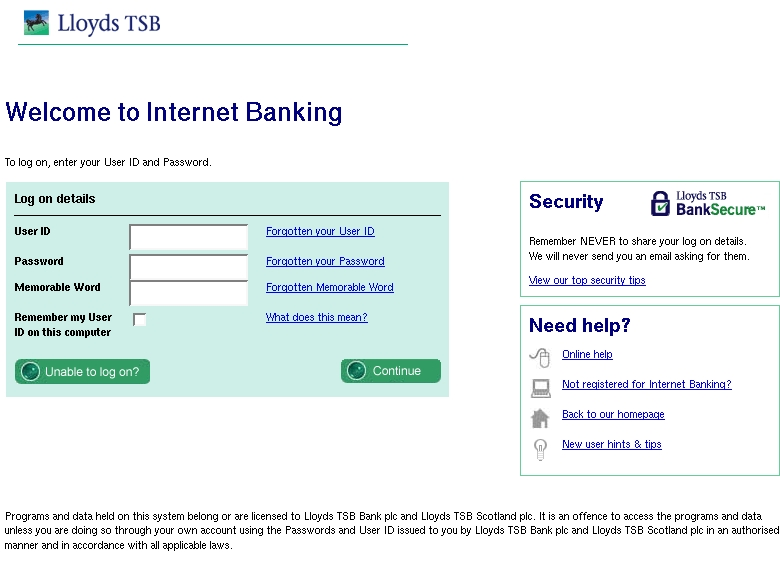 Lloyds TSB
Welcome to Internet Banking
To log on, enter your User ID and Password.
Log on details
User ID
Forgotten your User ID
Password
Forgotten your Password
Memorable Word
Forgotten Memorable Word
Remember my User
ID on this computer
What does this mean?
Unable to log on?
Continue
Security
Lloyds TSB
BankSecure™
Remember NEVER to share your log on details.
We will never send you an email asking for them.
View our top security tips
Need help?
Online help
Not registered for Internet Banking?
Back to our homepage
New user hints & tips
Programs and data held on this system belong or are licensed to Lloyds TSB Bank plc and Lloyds TSB Scotland plc. It is an offence to access the programs and data
unless you are doing so through your own account using the Passwords and User ID issued to you by Lloyds TSB Bank plc and Lloyds TSB Scotland plc in an authorised
manner and in accordance with all applicable laws.